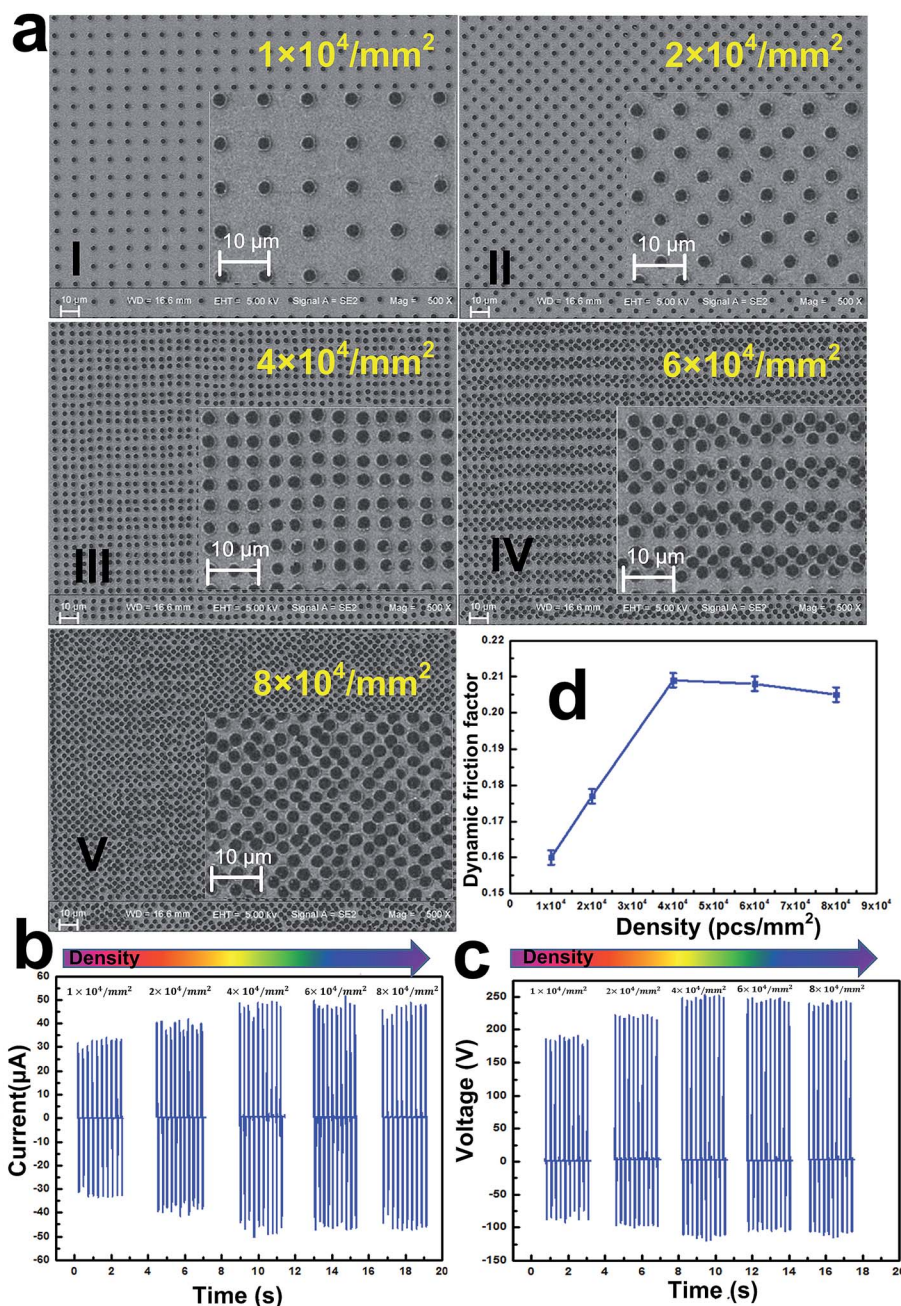 a
1×10⁴/mm²
10 µm
I
10 µm WD = 16.6 mm EHT = 5.00 kV Signal A = SE2 Mag = 500 X
2×10⁴/mm²
10 µm
II
10 µm WD = 16.6 mm EHT = 5.00 kV Signal A = SE2 Mag = 500 X
4×10⁴/mm²
10 µm
III
10 µm WD = 16.6 mm EHT = 5.00 kV Signal A = SE2 Mag = 500 X
6×10⁴/mm²
10 µm
IV
10 µm WD = 16.6 mm EHT = 5.00 kV Signal A = SE2 Mag = 500 X
8×10⁴/mm²
10 µm
V
10 µm WD = 16.6 mm EHT = 5.00 kV Signal A = SE2 Mag = 500 X
d
Dynamic friction factor
0.22
0.21
0.20
0.19
0.18
0.17
0.16
0.15
1x10⁴ 2x10⁴ 3x10⁴ 4x10⁴ 5x10⁴ 6x10⁴ 7x10⁴ 8x10⁴ 9x10⁴
Density (pcs/mm²)
b
Density
1 × 10⁴/mm² 2× 10⁴/mm² 4× 10⁴/mm² 6× 10⁴/mm² 8× 10⁴/mm²
Current(µA)
60
50
40
30
20
10
0
-10
-20
-30
-40
-50
-60
0 2 4 6 8 10 12 14 16 18 20
Time (s)
c
Density
1 × 10⁴/mm² 2× 10⁴/mm² 4× 10⁴/mm² 6× 10⁴/mm² 8× 10⁴/mm²
Voltage (V)
250
200
150
100
50
0
-50
-100
-150
0 2 4 6 8 10 12 14 16 18 20
Time (s)